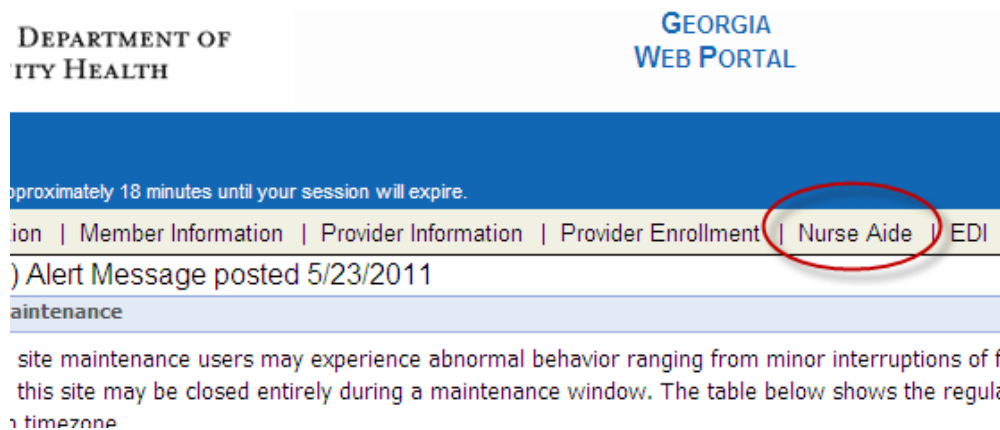 DEPARTMENT OF
ITY HEALTH
GEORGIA
WEB PORTAL
pproximately 18 minutes until your session will expire.
ion | Member Information | Provider Information | Provider Enrollment | Nurse Aide | EDI
) Alert Message posted 5/23/2011
aintenance
site maintenance users may experience abnormal behavior ranging from minor interruptions of f
this site may be closed entirely during a maintenance window. The table below shows the regula
n timezone